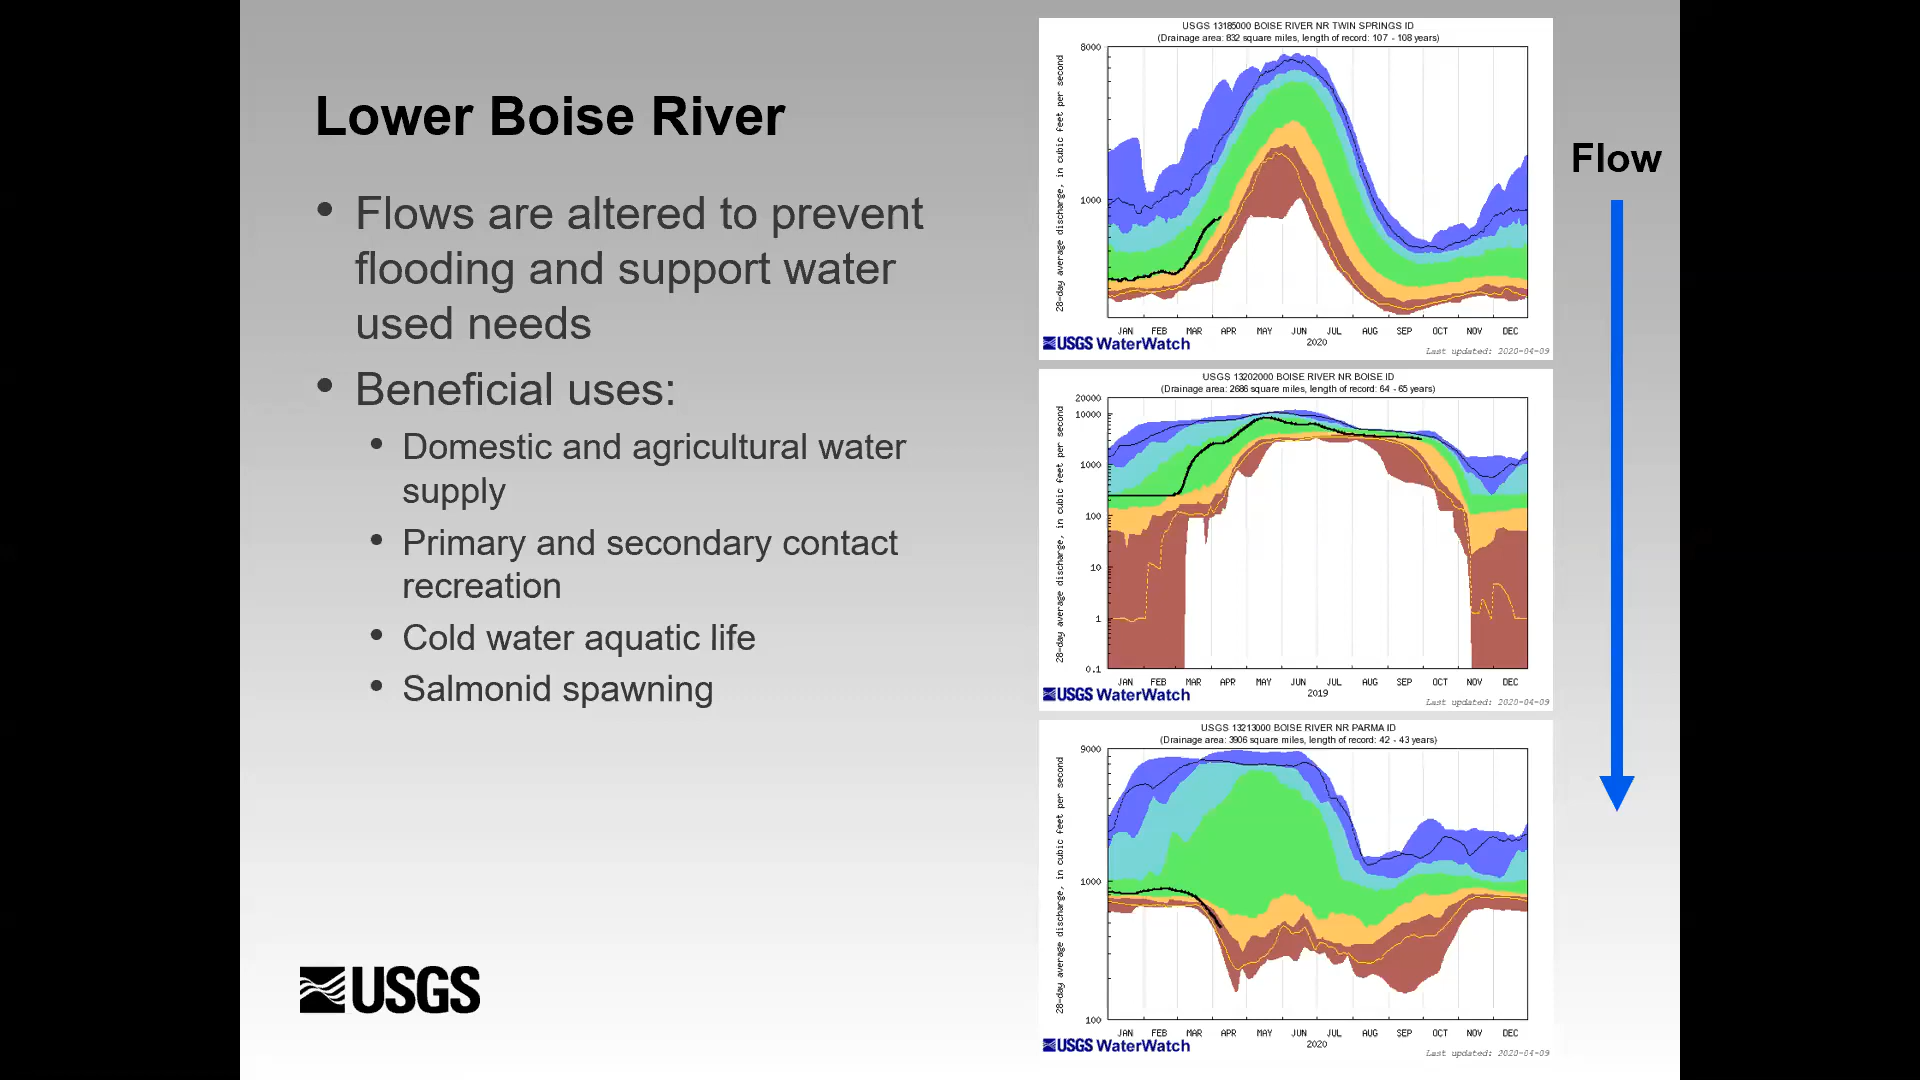 Lower Boise River
• Flows are altered to prevent
flooding and support water
used needs
• Beneficial uses:
• Domestic and agricultural water
supply
• Primary and secondary contact
recreation
• Cold water aquatic life
• Salmonid spawning
USGS
USGS 13185000 BOISE RIVER NR TWIN SPRINGS ID
(Drainage area: 832 square miles, length of record: 107 - 108 years)
28-day average discharge, in cubic feet per second
8000
1000
JAN FEB MAR APR MAY JUN JUL AUG SEP OCT NOV DEC
2020
USGS WaterWatch
Last updated: 2020-04-09
USGS 13202000 BOISE RIVER NR BOISE ID
(Drainage area: 2686 square miles, length of record: 64 - 65 years)
28-day average discharge, in cubic feet per second
20000
10000
1000
100
10
1
0.1
JAN FEB MAR APR MAY JUN JUL AUG SEP OCT NOV DEC
2019
USGS WaterWatch
Last updated: 2020-04-09
USGS 13213000 BOISE RIVER NR PARMA ID
(Drainage area: 3906 square miles, length of record: 42 - 43 years)
28-day average discharge, in cubic feet per second
9000
1000
100
JAN FEB MAR APR MAY JUN JUL AUG SEP OCT NOV DEC
2020
USGS WaterWatch
Last updated: 2020-04-09
Flow